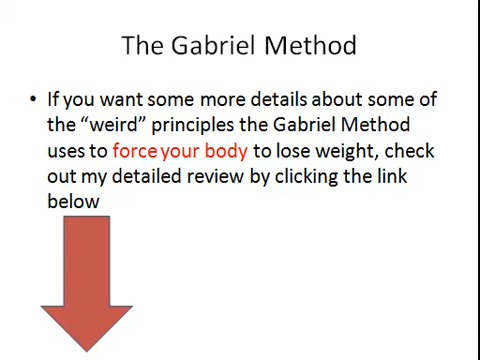 The Gabriel Method
• If you want some more details about some of
the “weird” principles the Gabriel Method
uses to force your body to lose weight, check
out my detailed review by clicking the link
below